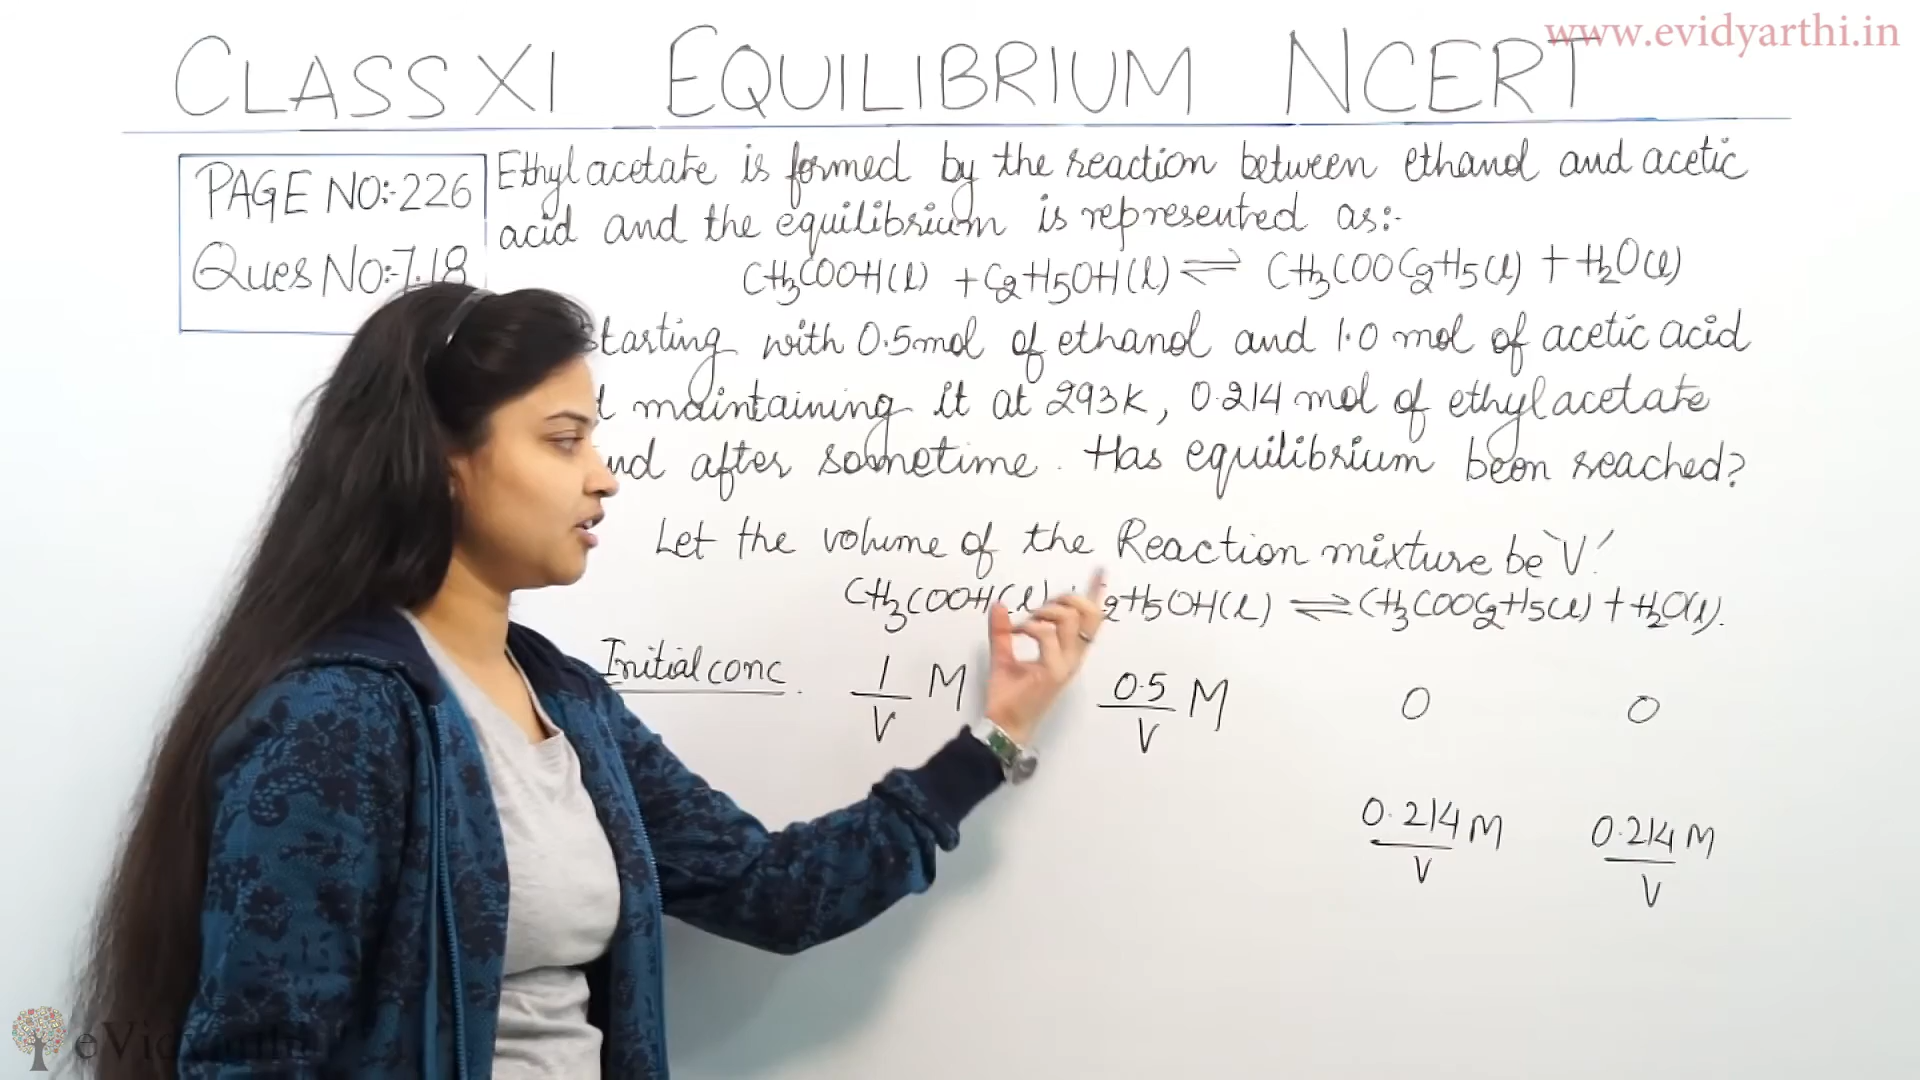 www.evidyarthi.in
CLASS XI EQUILIBRIUM NCERT
PAGE NO:-226
Ques NO:-7.18
Ethyl acetate is formed by the reaction between ethanol and acetic
acid and the equilibrium is represented as:-
CH3COOH(l) + C2H5OH(l) ⇌ CH3COOC2H5(l) + H2O(l)
starting with 0.5mol of ethanol and 1.0 mol of acetic acid
maintaining it at 293K, 0.214 mol of ethyl acetate
after sometime. Has equilibrium been reached?
Let the volume of the Reaction mixture be 'V'
CH3COOH(l) + C2H5OH(l) ⇌ CH3COOC2H5(l) + H2O(l).
Initial conc. 1/V M 0.5/V M 0 0
0.214/V M 0.214/V M
eVidyarthi